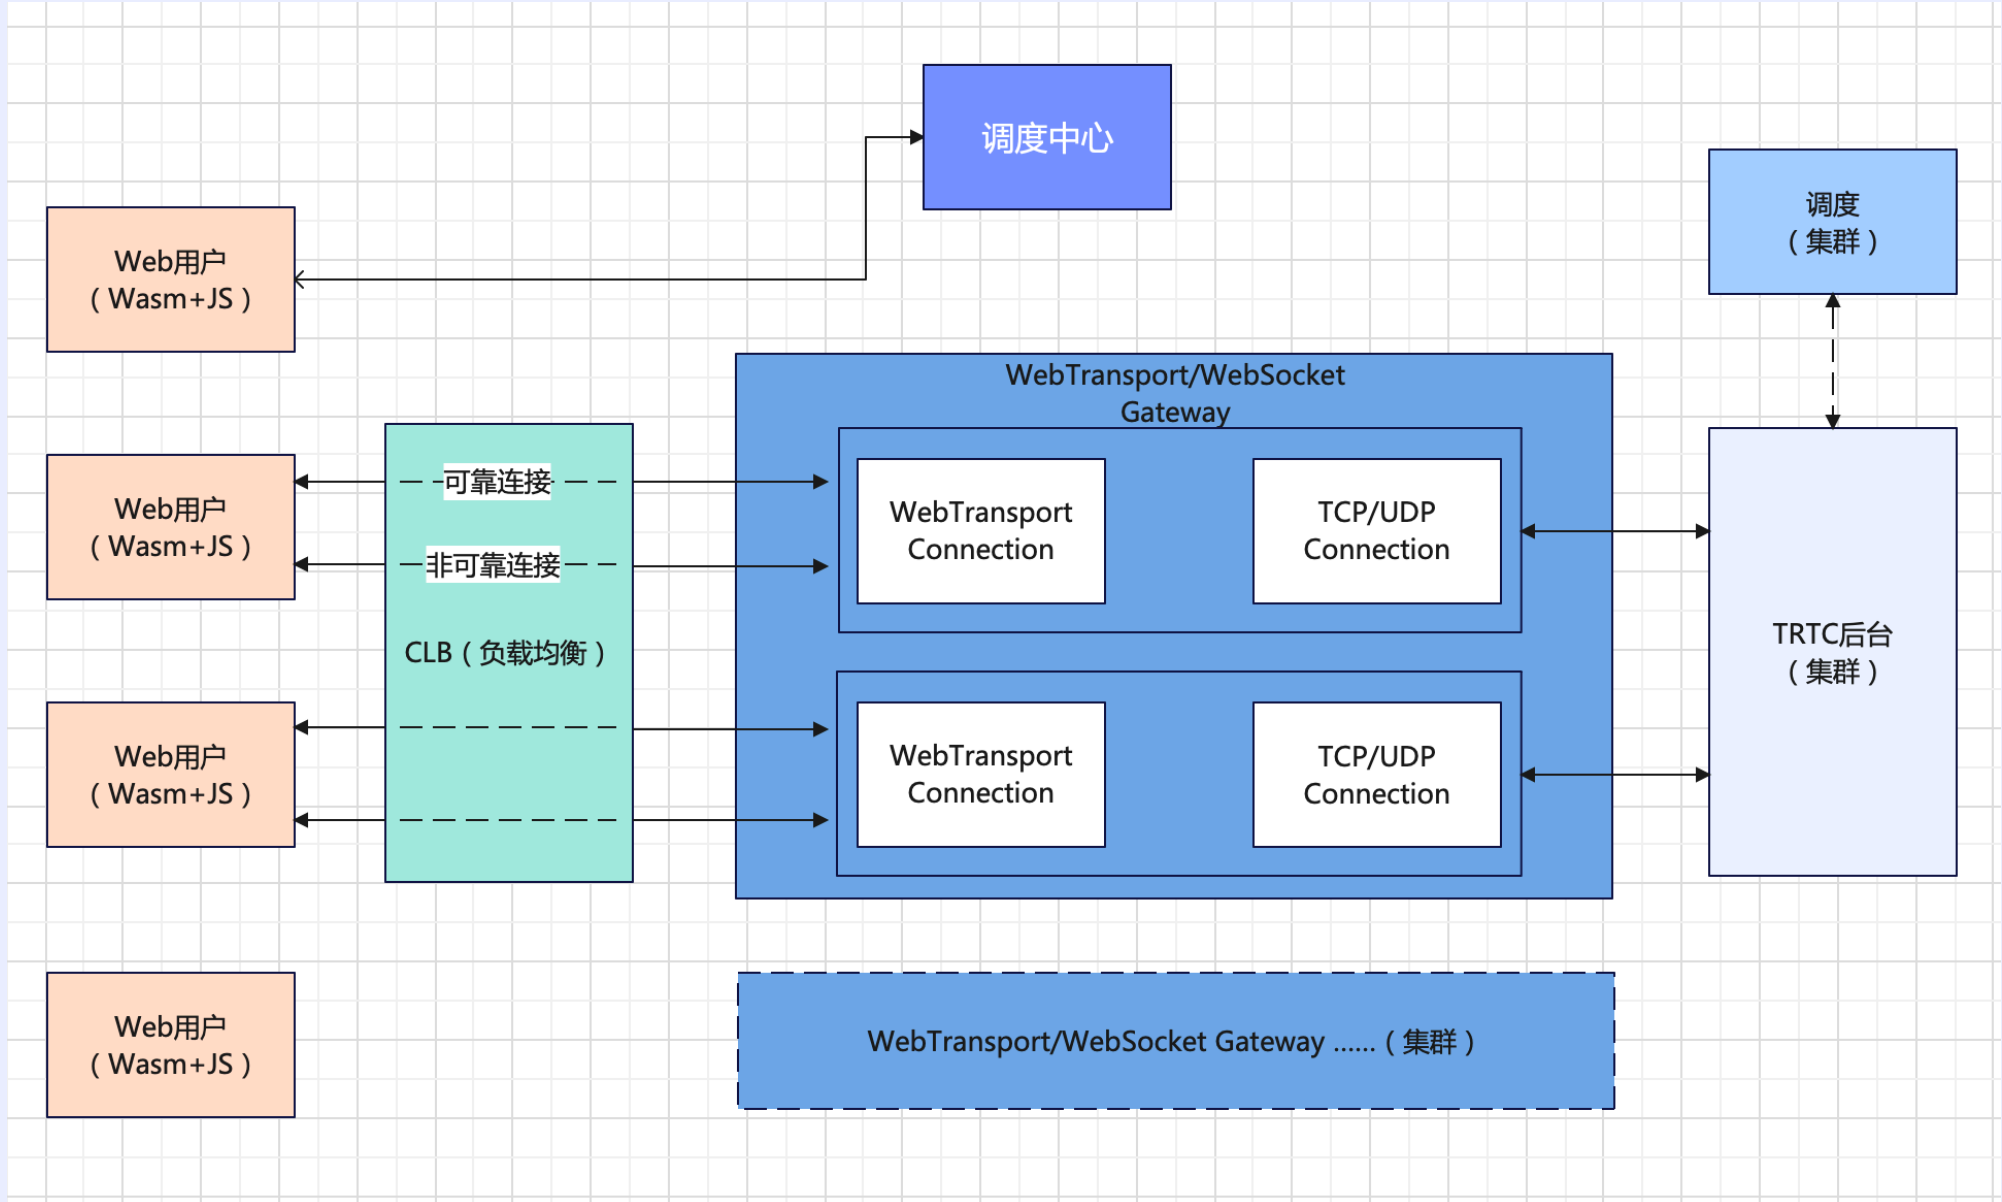 调度中心
调度
（集群）
Web用户
（Wasm+JS）
WebTransport/WebSocket
Gateway
Web用户
（Wasm+JS）
可靠连接
非可靠连接
CLB（负载均衡）
WebTransport
Connection
TCP/UDP
Connection
TRTC后台
（集群）
Web用户
（Wasm+JS）
WebTransport
Connection
TCP/UDP
Connection
Web用户
（Wasm+JS）
WebTransport/WebSocket Gateway ......（集群）